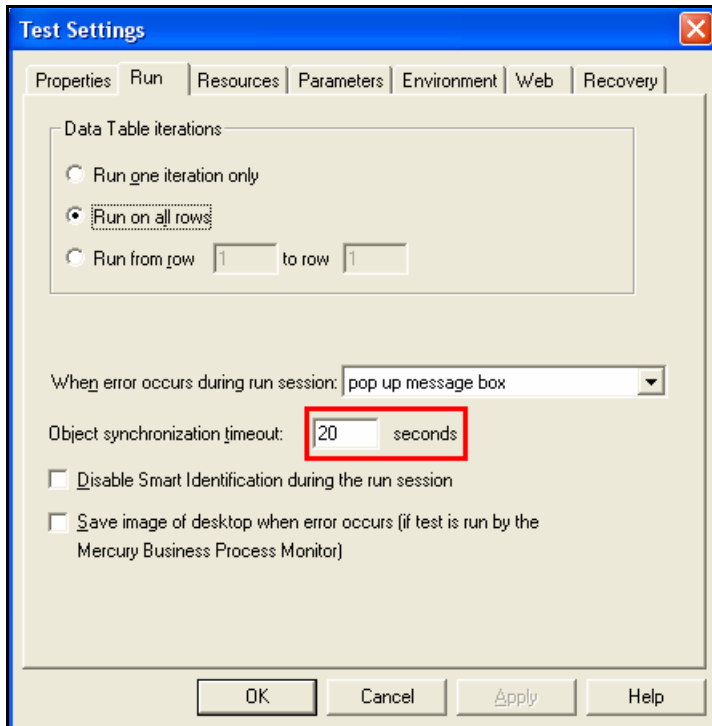 Test Settings
Properties Run Resources Parameters Environment Web Recovery
Data Table iterations
Run one iteration only
Run on all rows
Run from row 1 to row 1
When error occurs during run session: pop up message box
Object synchronization timeout: 20 seconds
Disable Smart Identification during the run session
Save image of desktop when error occurs (if test is run by the
Mercury Business Process Monitor)
OK Cancel Apply Help